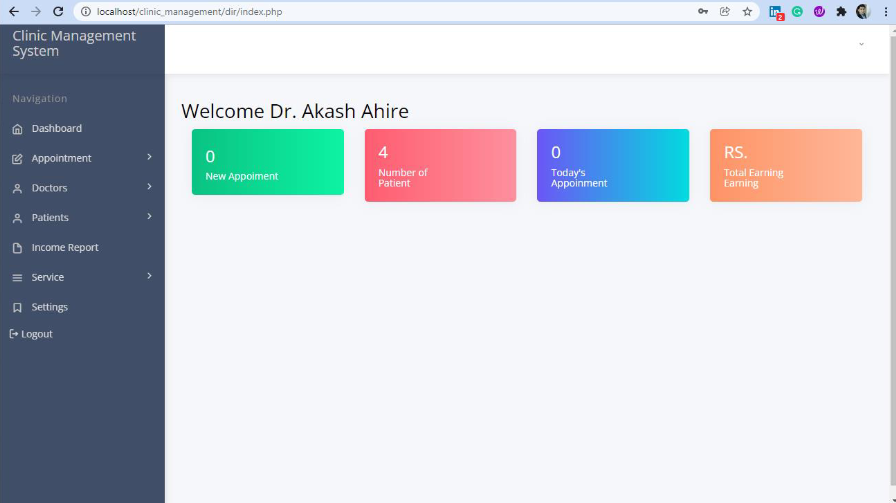 localhost/clinic_management/dir/index.php
2
Clinic Management
System
Navigation
Dashboard
Appointment
Doctors
Patients
Income Report
Service
Settings
Logout
Welcome Dr. Akash Ahire
0
New Appoiment
4
Number of
Patient
0
Today's
Appoinment
RS.
Total Earning
Earning